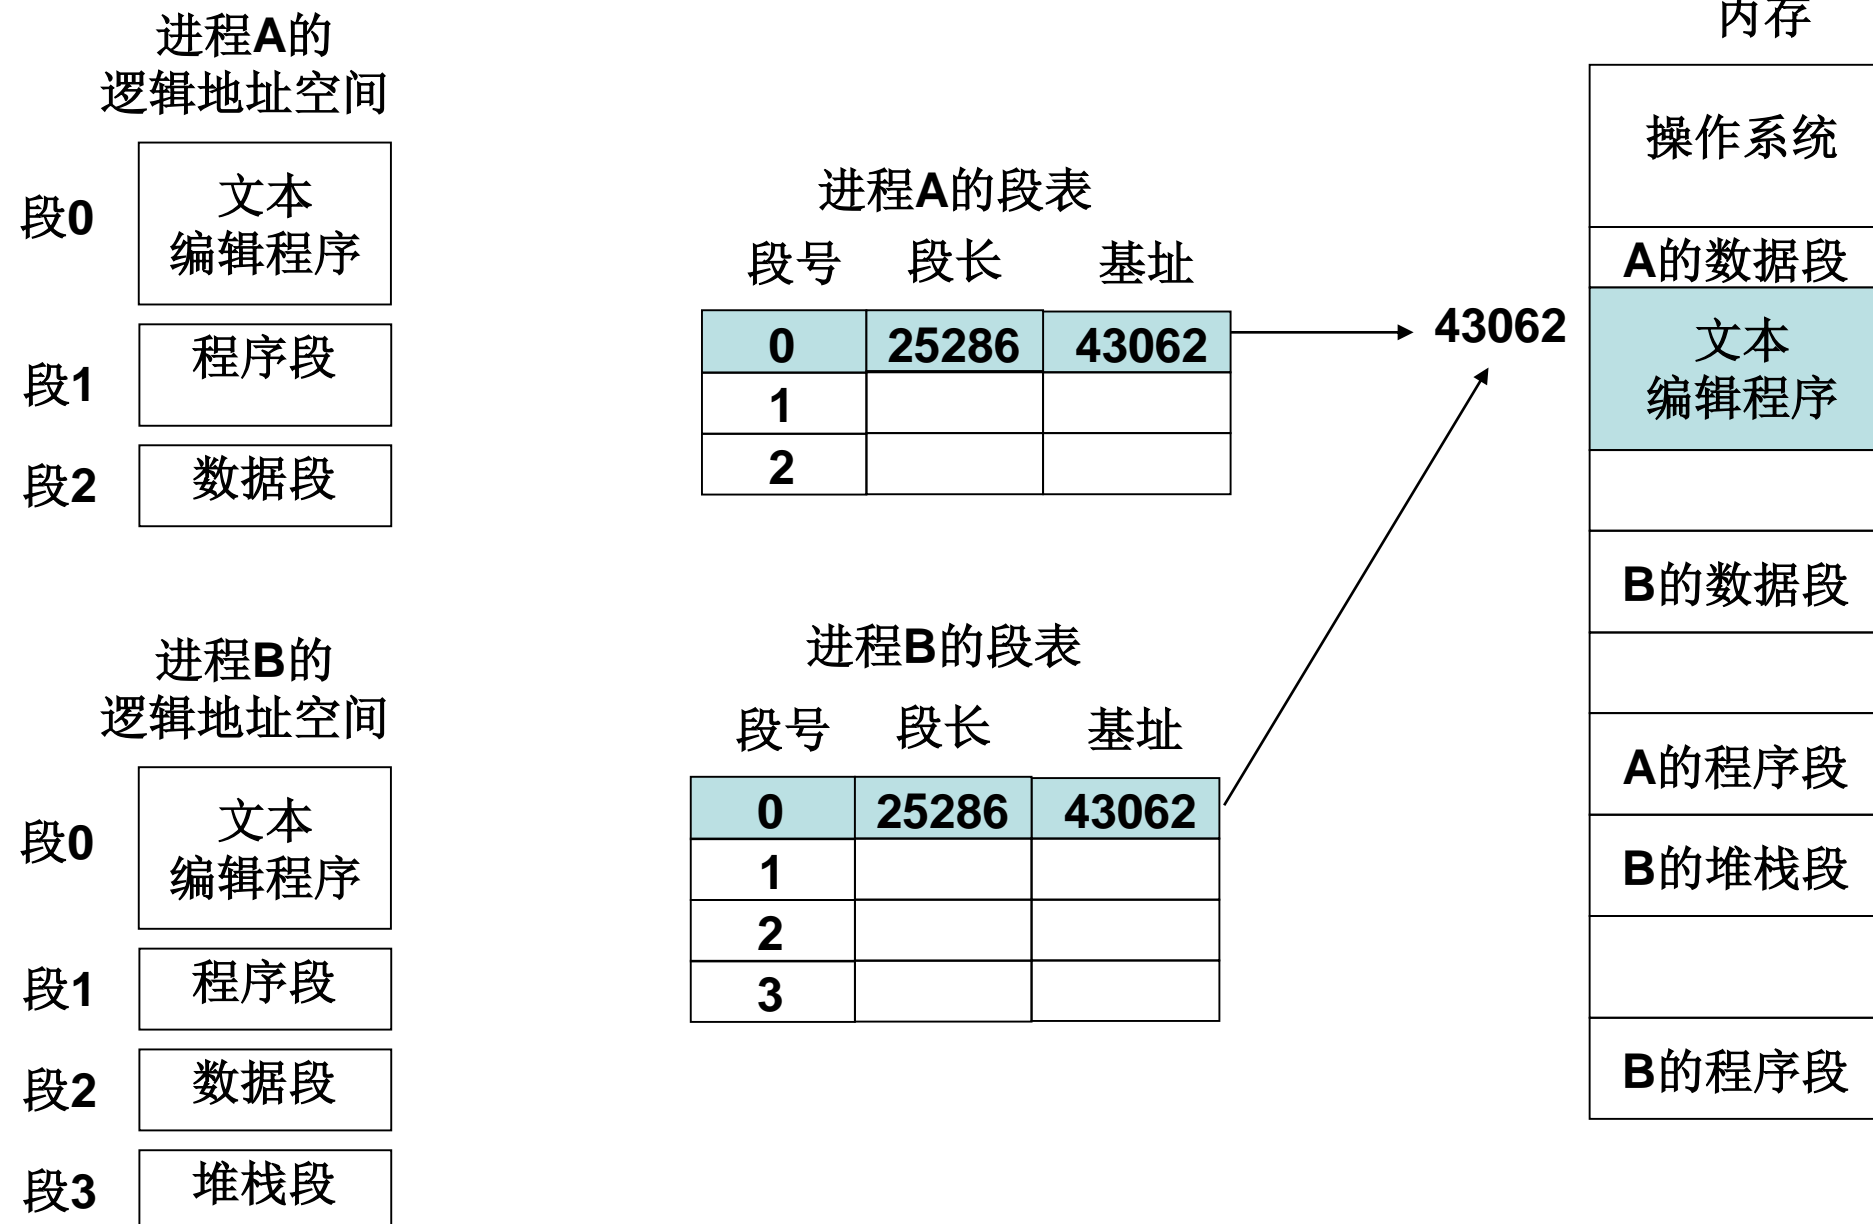 进程A的
逻辑地址空间
段0
文本
编辑程序
段1
程序段
段2
数据段
进程B的
逻辑地址空间
段0
文本
编辑程序
段1
程序段
段2
数据段
段3
堆栈段
进程A的段表
段号 段长 基址
0 25286 43062
1
2
进程B的段表
段号 段长 基址
0 25286 43062
1
2
3
43062
内存
操作系统
A的数据段
文本
编辑程序
B的数据段
A的程序段
B的堆栈段
B的程序段